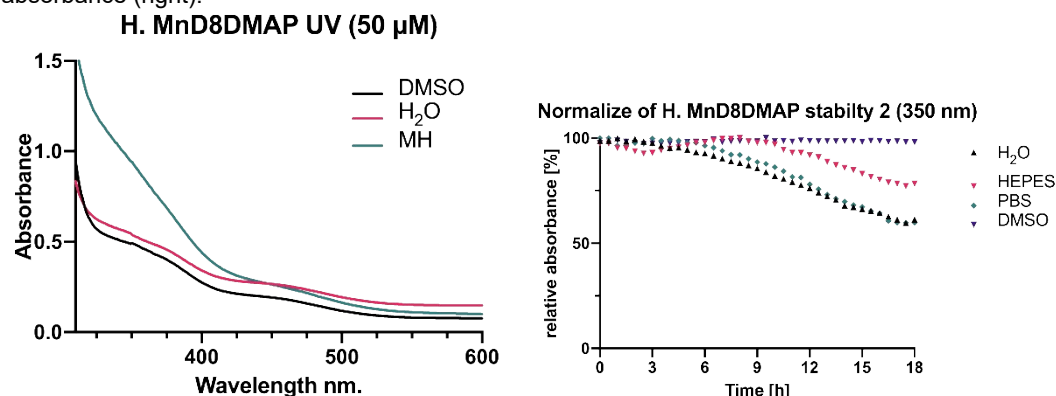 absorbance (right).
H. MnD8DMAP UV (50 µM)
1.5
1.0
0.5
0.0
Absorbance
400
500
600
Wavelength nm.
DMSO
H2O
MH
Normalize of H. MnD8DMAP stabilty 2 (350 nm)
100
50
0
relative absorbance [%]
0
3
6
9
12
15
18
Time [h]
H2O
HEPES
PBS
DMSO